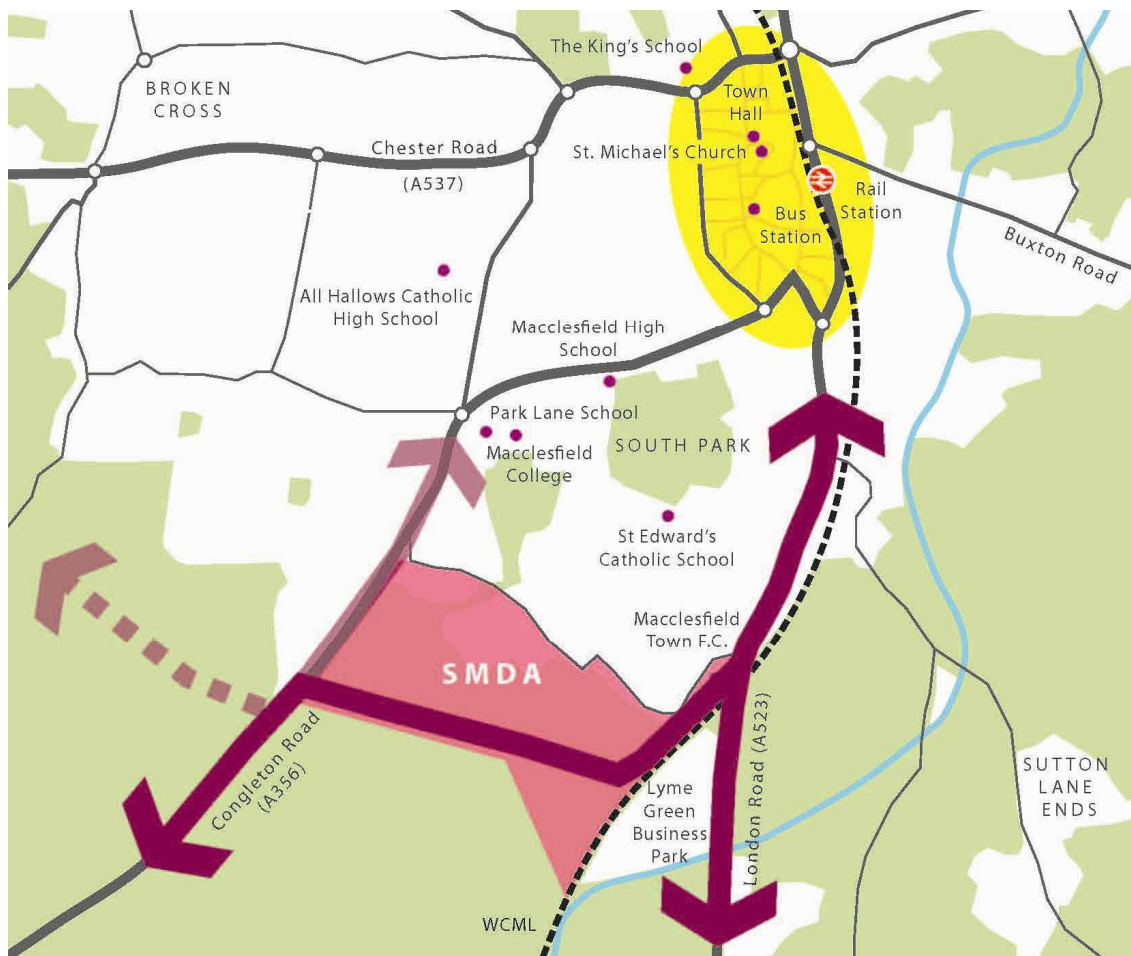 The King's School
BROKEN
CROSS
Town
Hall
Chester Road
(A537)
St. Michael's Church
Rail
Station
Bus
Station
Buxton Road
All Hallows Catholic
High School
Macclesfield High
School
Park Lane School
Macclesfield
College
SOUTH PARK
St Edward's
Catholic School
Macclesfield
Town F.C.
SMDA
Congleton Road
(A356)
London Road (A523)
Lyme
Green
Business
Park
SUTTON
LANE
ENDS
WCML